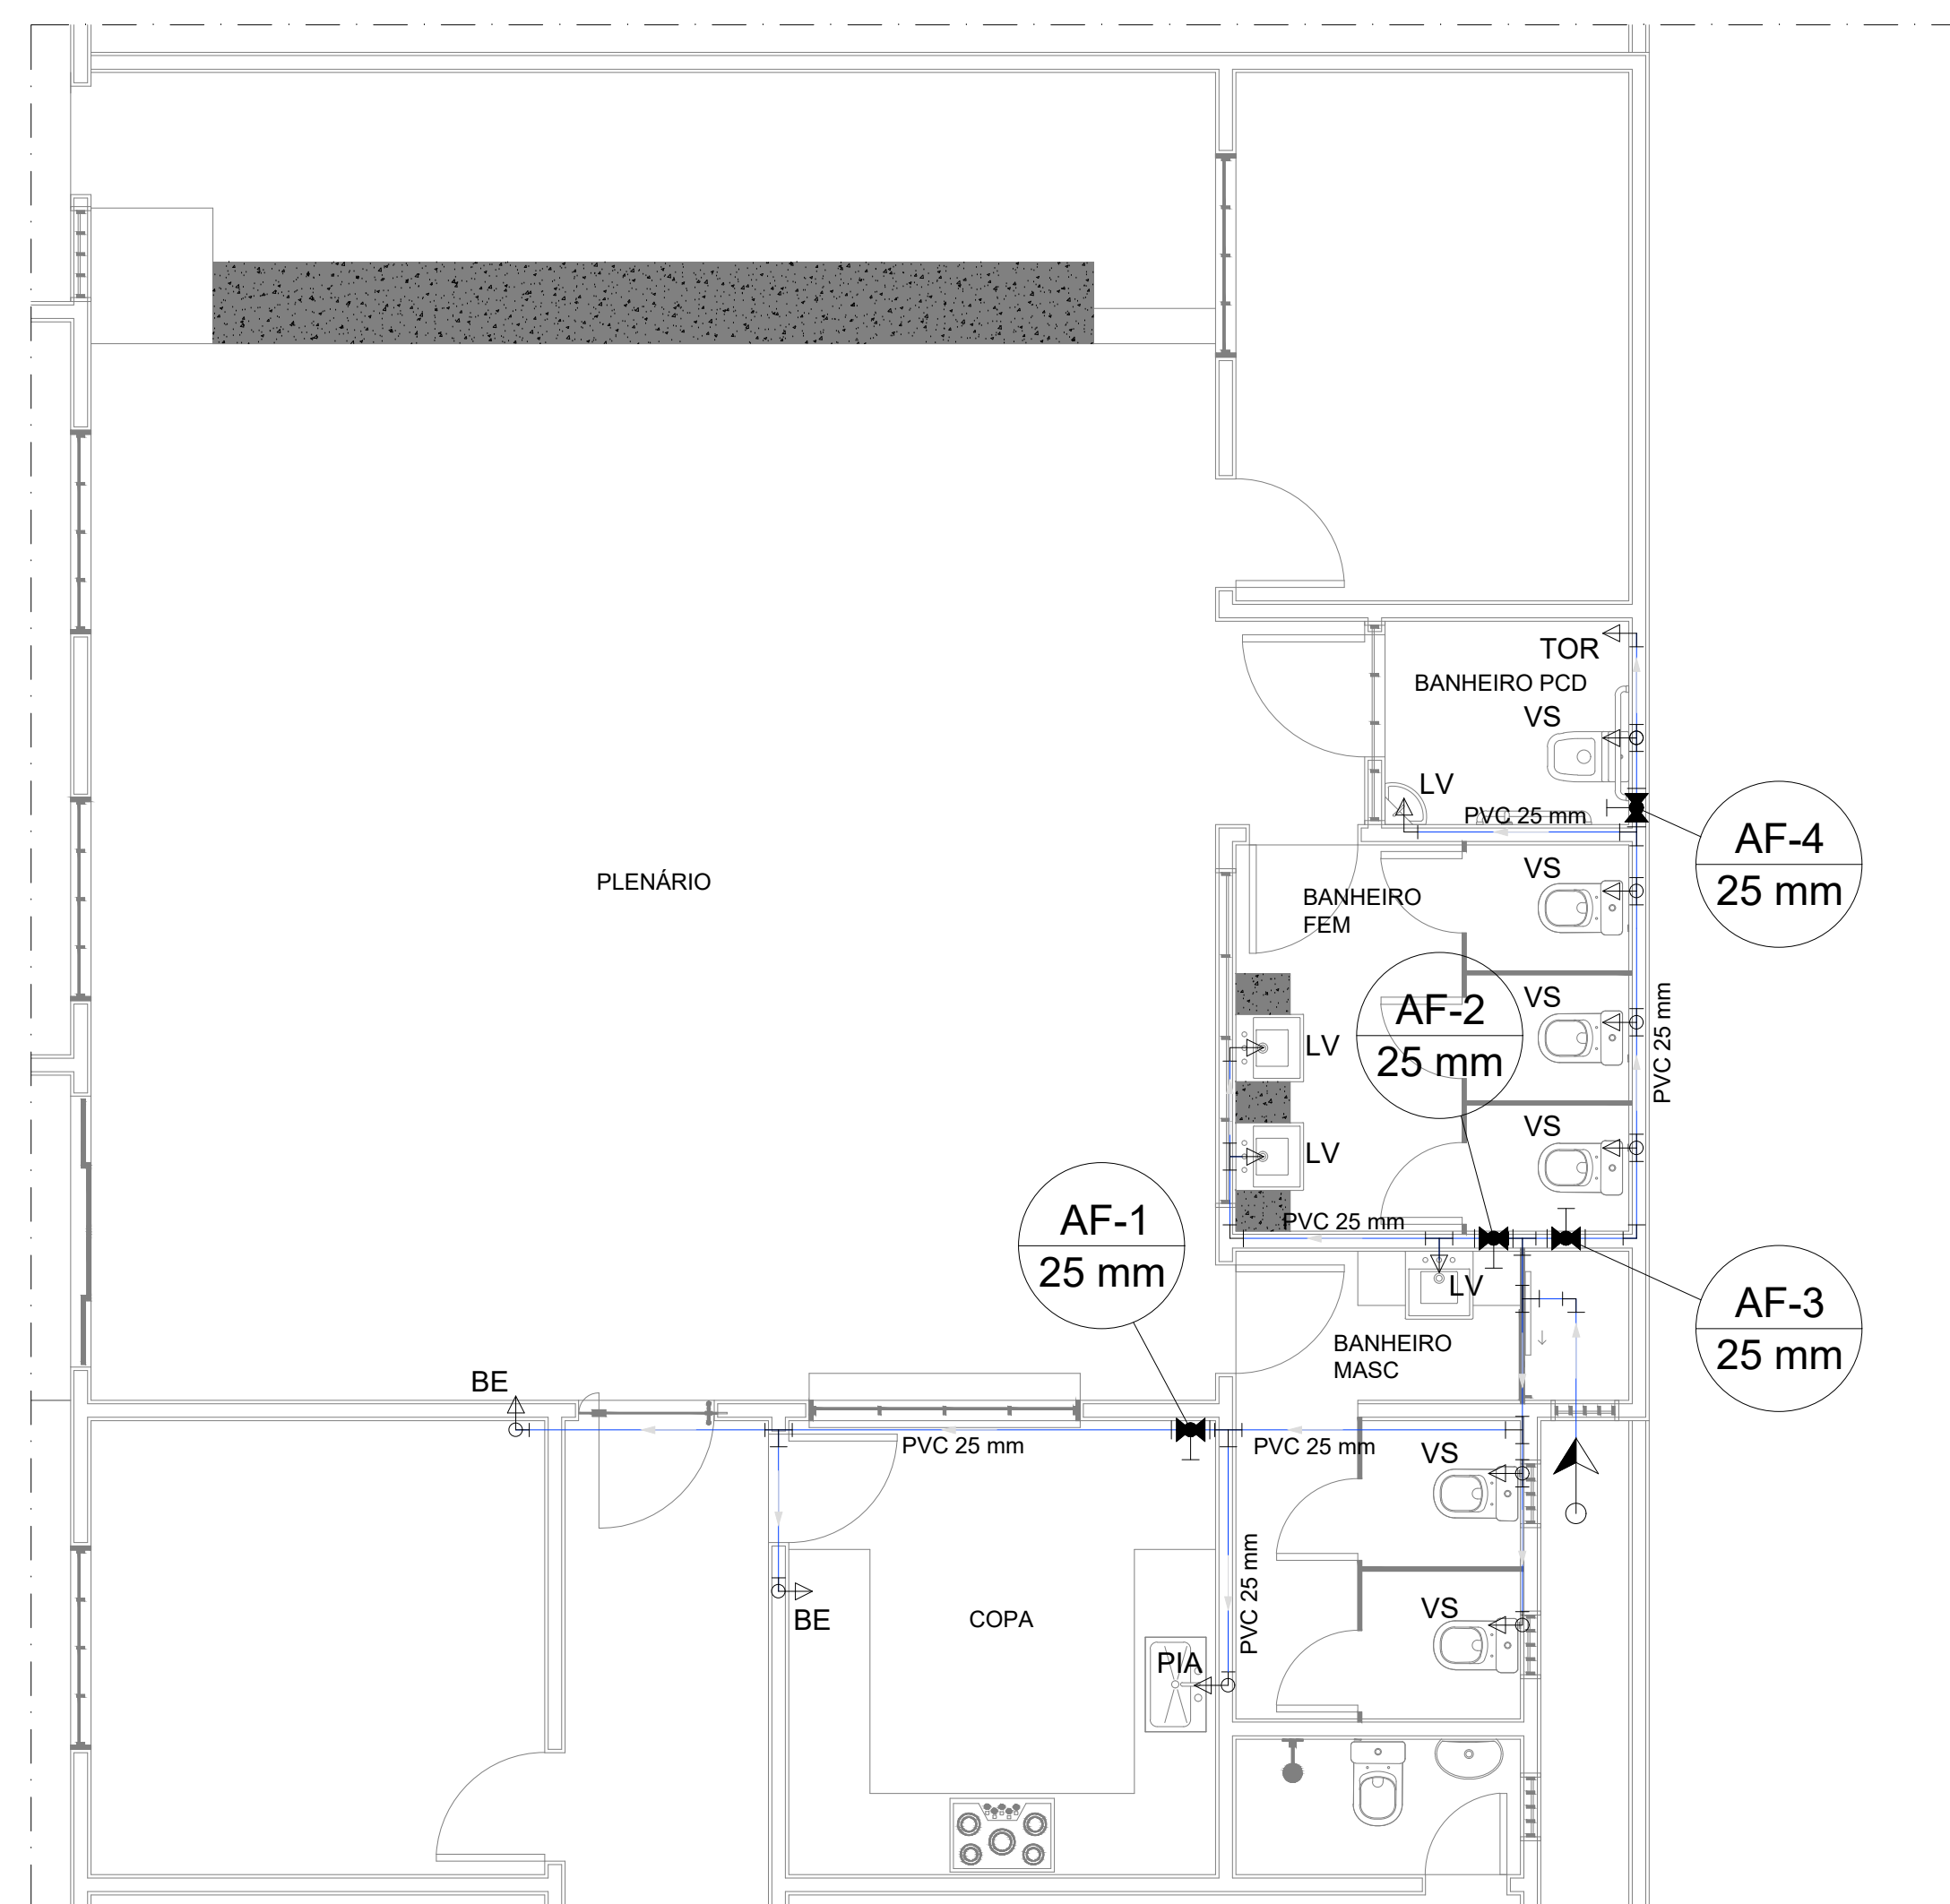 TOR
BANHEIRO PCD
VS
LV
PVC 25 mm
AF-4
25 mm
VS
PLENÁRIO
BANHEIRO
FEM
AF-2
25 mm
VS
PVC 25 mm
LV
VS
LV
AF-1
25 mm
PVC 25 mm
LV
AF-3
25 mm
BANHEIRO
MASC
BE
PVC 25 mm
PVC 25 mm
VS
PVC 25 mm
BE
COPA
VS
PIA